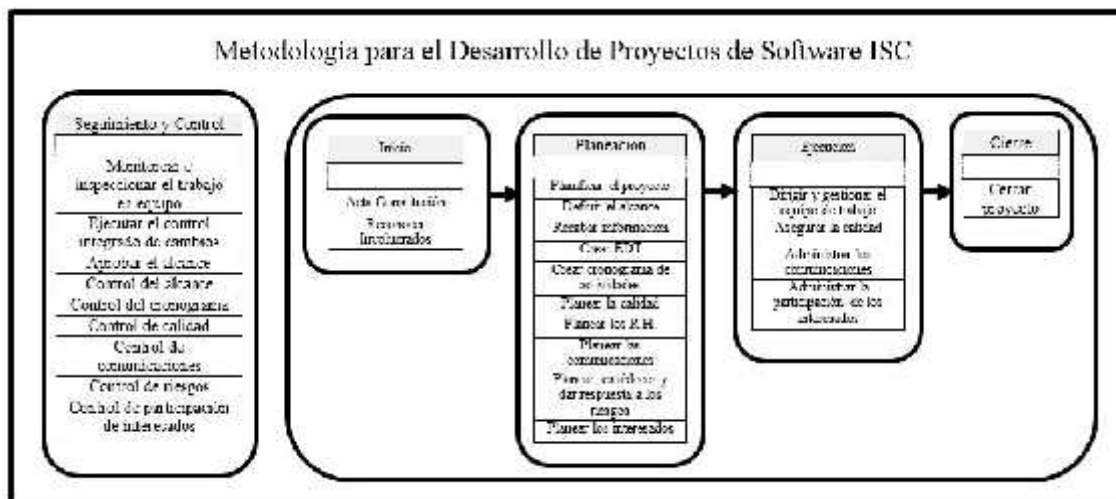 Metodología para el Desarrollo de Proyectos de Software ISC
Seguimiento y Control
Monitorear e
inspeccionar el trabajo
en equipo
Ejecutar el control
integrado de cambios
Aprobar el alcance
Control del alcance
Control del cronograma
Control de calidad
Control de
comunicaciones
Control de riesgos
Control de participación
de interesados
Inicio
Acta Constitución
Reconocer
Involucrados
Planeación
Planificar el proyecto
Definir el alcance
Recabar información
Crear EDT
Crear cronograma de
actividades
Planear la calidad
Planear los R.H.
Planear las
comunicaciones
Planear, establecer y
dar respuesta a los
riesgos
Planear los interesados
Ejecución
Dirigir y gestionar el
equipo de trabajo
Asegurar la calidad
Administrar las
comunicaciones
Administrar la
participación de los
interesados
Cierre
Cerrar
proyecto